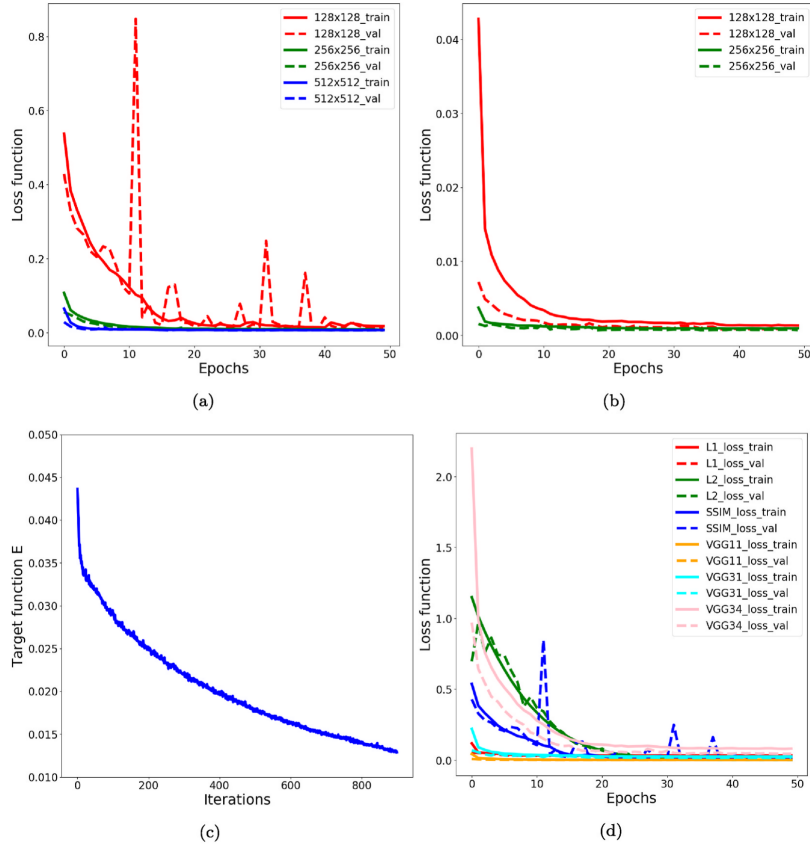 128x128_train
128x128_val
256x256_train
256x256_val
512x512_train
512x512_val
0.8
0.6
0.4
0.2
0.0
Loss function
0 10 20 30 40 50
Epochs
(a)
128x128_train
128x128_val
256x256_train
256x256_val
0.04
0.03
0.02
0.01
0.00
Loss function
0 10 20 30 40 50
Epochs
(b)
0.050
0.045
0.040
0.035
0.030
0.025
0.020
0.015
0.010
Target function E
0 200 400 600 800
Iterations
(c)
L1_loss_train
L1_loss_val
L2_loss_train
L2_loss_val
SSIM_loss_train
SSIM_loss_val
VGG11_loss_train
VGG11_loss_val
VGG31_loss_train
VGG31_loss_val
VGG34_loss_train
VGG34_loss_val
2.0
1.5
1.0
0.5
0.0
Loss function
0 10 20 30 40 50
Epochs
(d)